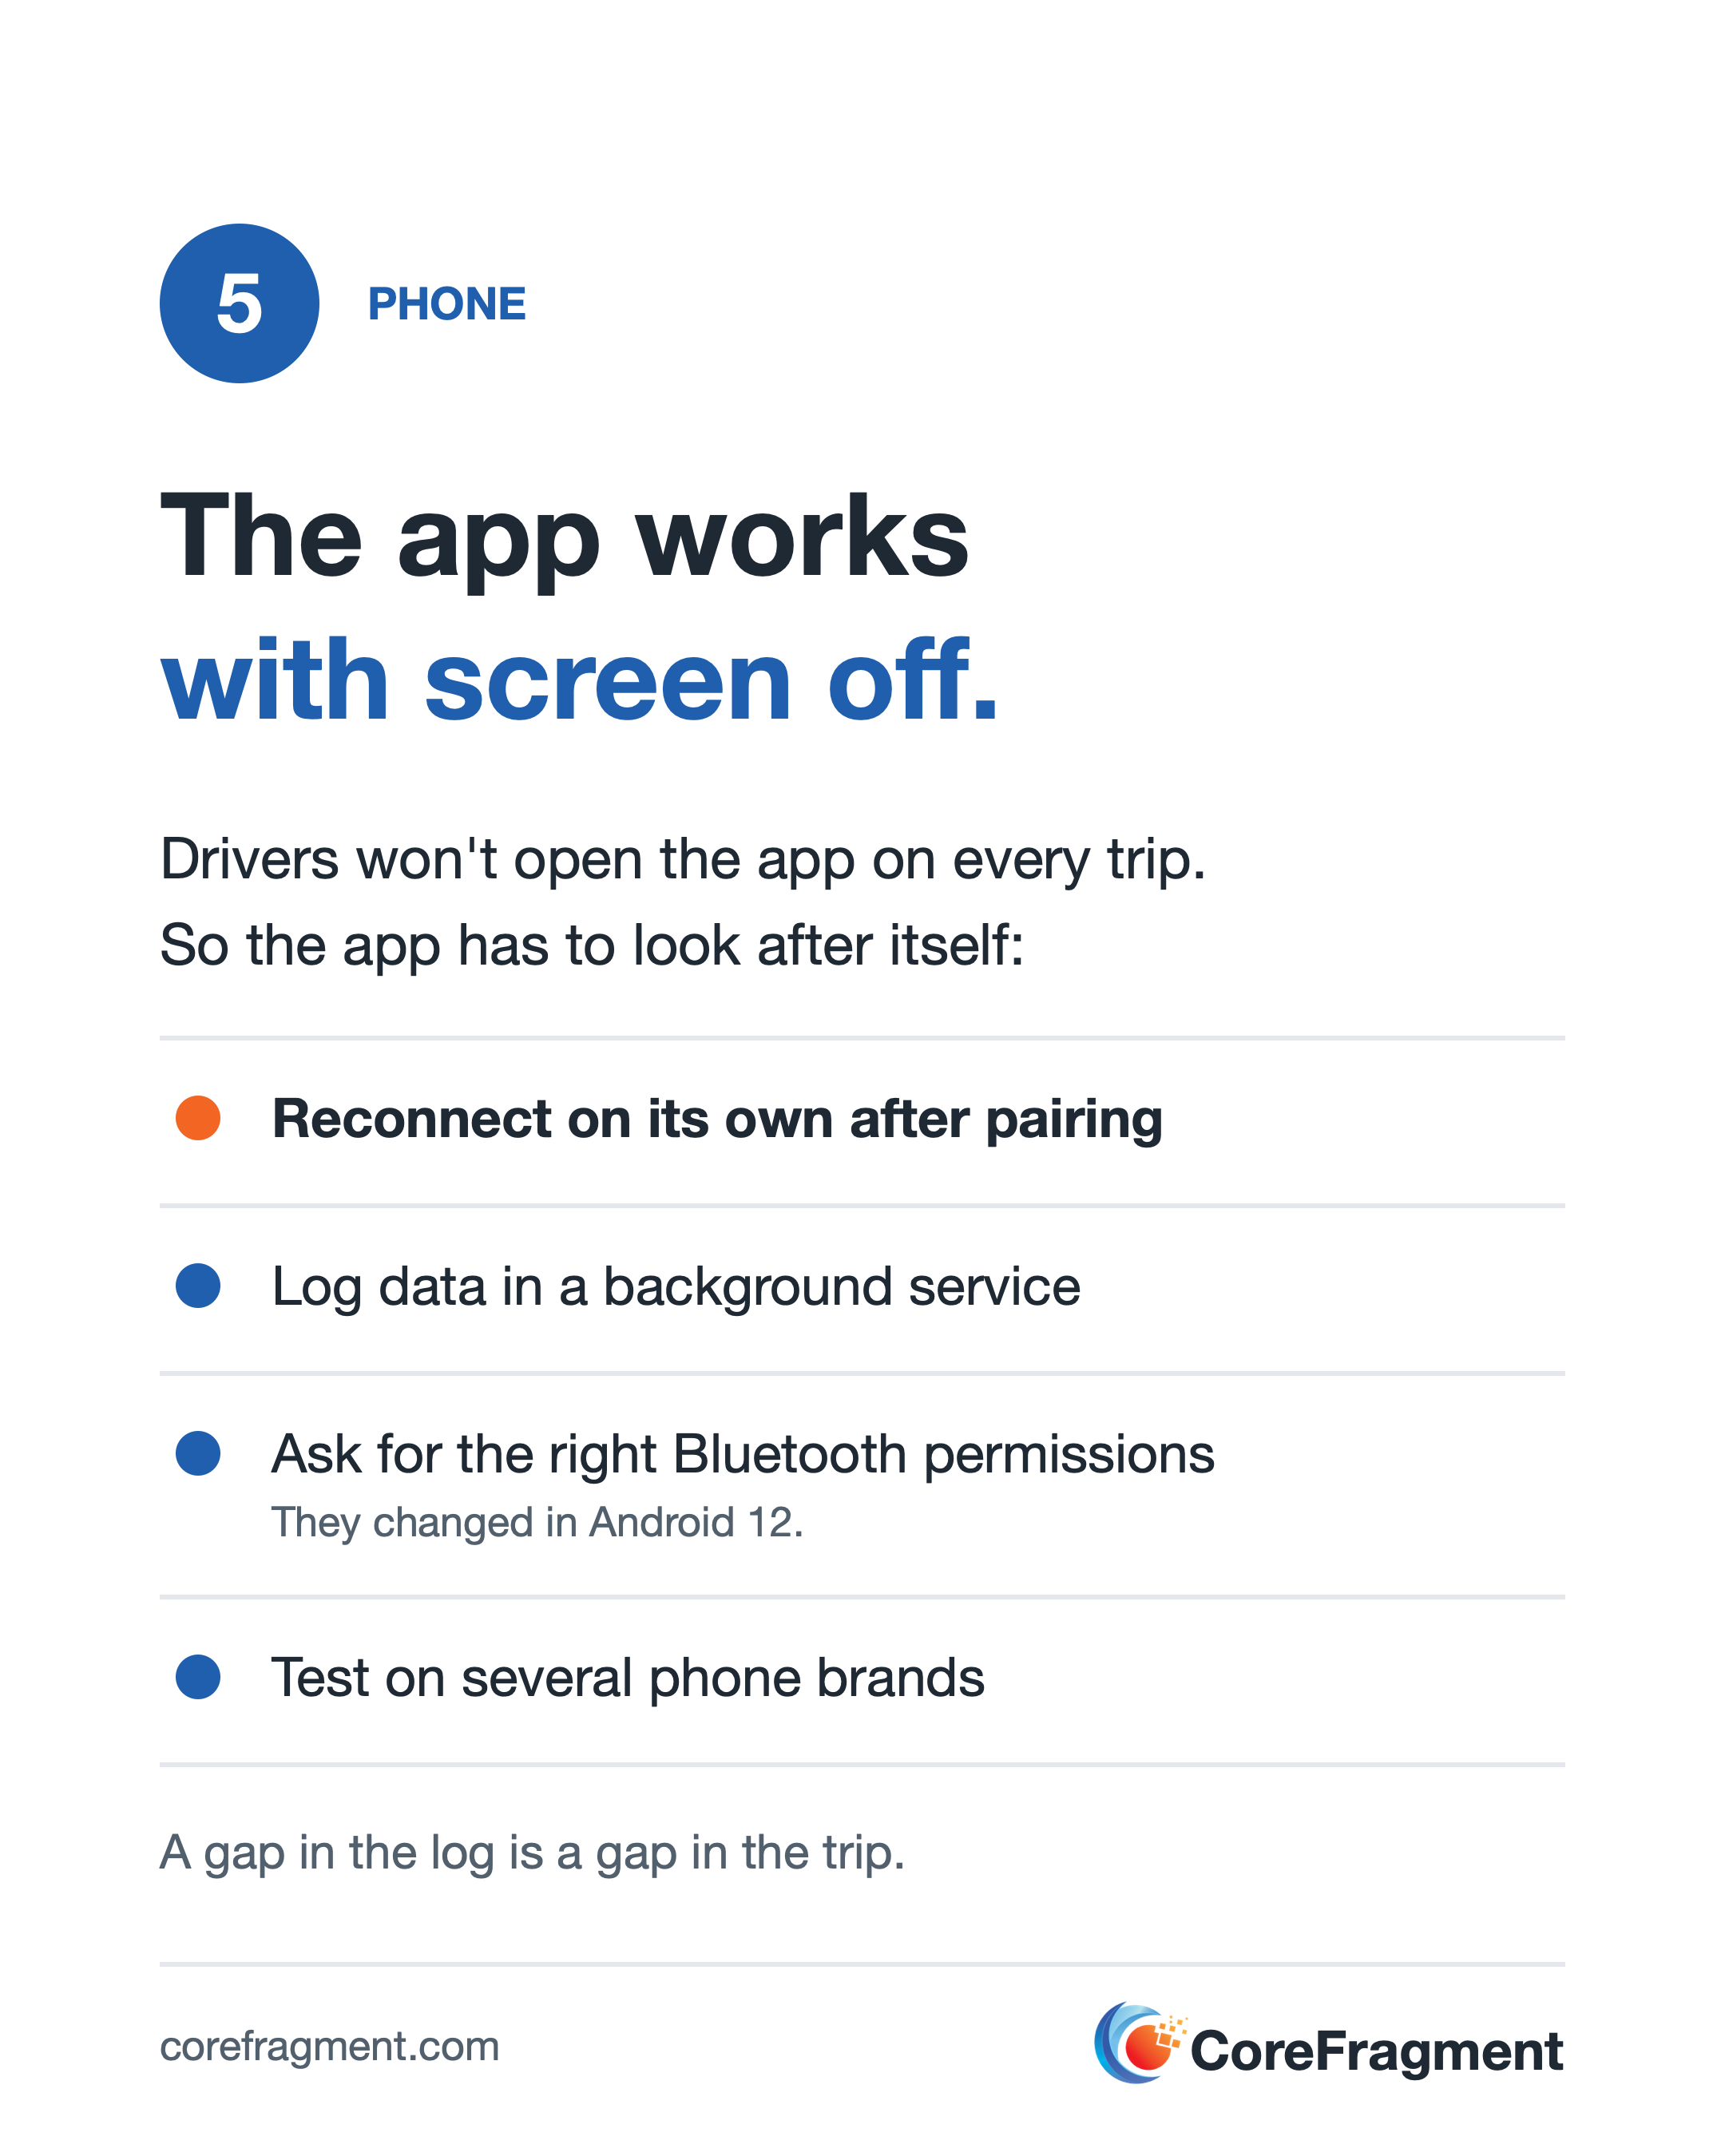 5
PHONE
The app works
with screen off.
Drivers won't open the app on every trip.
So the app has to look after itself:
Reconnect on its own after pairing
Log data in a background service
Ask for the right Bluetooth permissions
They changed in Android 12.
Test on several phone brands
A gap in the log is a gap in the trip.
corefragment.com
CoreFragment